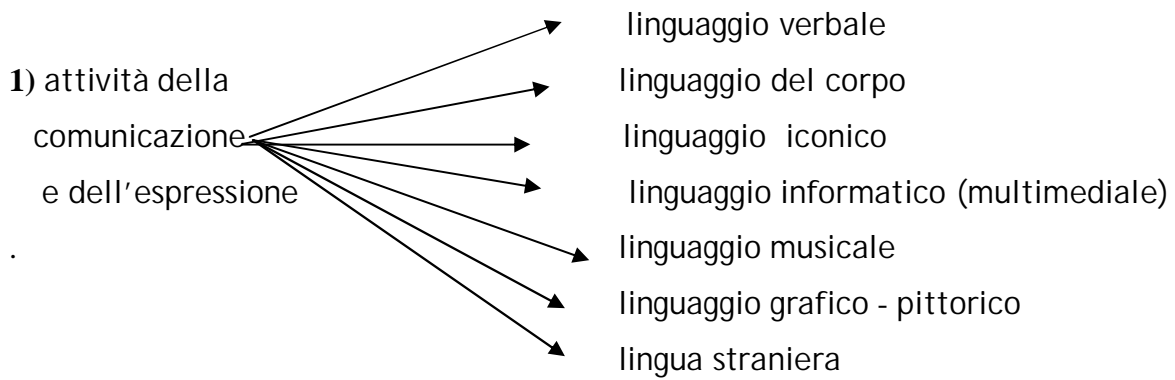 linguaggio verbale
1) attività della
linguaggio del corpo
comunicazione
linguaggio iconico
e dell'espressione
linguaggio informatico (multimediale)
.
linguaggio musicale
linguaggio grafico - pittorico
lingua straniera